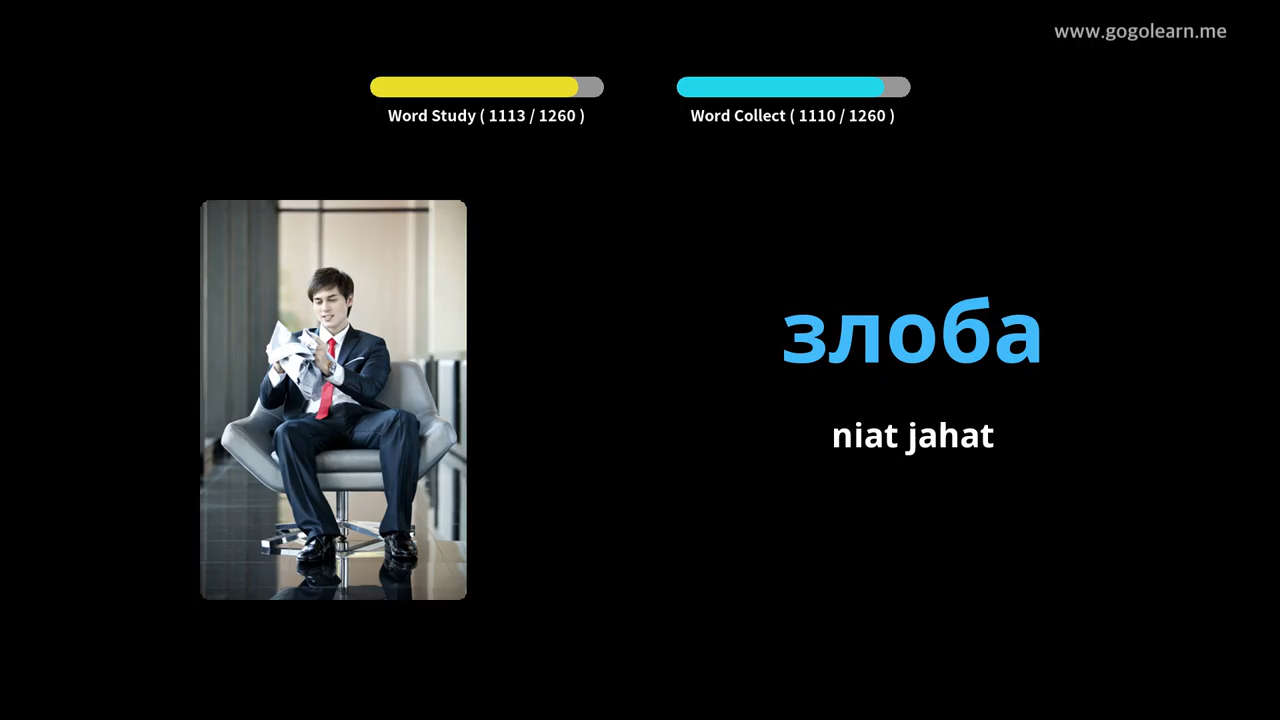 www.gogolearn.me
Word Study ( 1113 / 1260 )
Word Collect ( 1110 / 1260 )
злоба
niat jahat